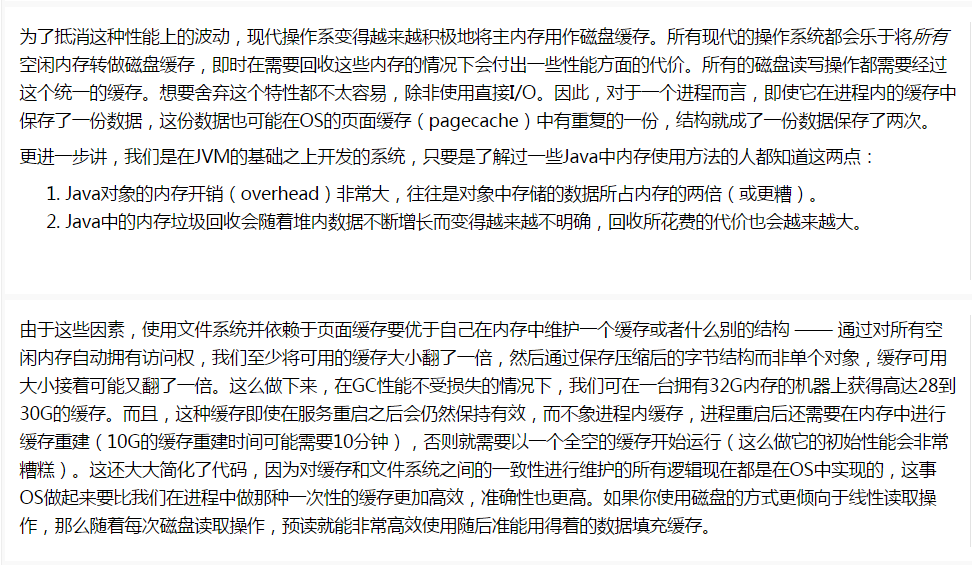 为了抵消这种性能上的波动，现代操作系变得越来越积极地将主内存用作磁盘缓存。所有现代的操作系统都会乐于将所有
空闲内存转做磁盘缓存，即时在需要回收这些内存的情况下会付出一些性能方面的代价。所有的磁盘读写操作都需要经过
这个统一的缓存。想要舍弃这个特性都不太容易，除非使用直接I/O。因此，对于一个进程而言，即使它在进程内的缓存中
保存了一份数据，这份数据也可能在OS的页面缓存（pagecache）中有重复的一份，结构就成了一份数据保存了两次。
更进一步讲，我们是在JVM的基础之上开发的系统，只要是了解过一些Java中内存使用方法的人都知道这两点：
1. Java对象的内存开销（overhead）非常大，往往是对象中存储的数据所占内存的两倍（或更糟）。
2. Java中的内存垃圾回收会随着堆内数据不断增长而变得越来越不明确，回收所花费的代价也会越来越大。
由于这些因素，使用文件系统并依赖于页面缓存要优于自己在内存中维护一个缓存或者什么别的结构 —— 通过对所有空
闲内存自动拥有访问权，我们至少将可用的缓存大小翻了一倍，然后通过保存压缩后的字节结构而非单个对象，缓存可用
大小接着可能又翻了一倍。这么做下来，在GC性能不受损失的情况下，我们可在一台拥有32G内存的机器上获得高达28到
30G的缓存。而且，这种缓存即使在服务重启之后会仍然保持有效，而不象进程内缓存，进程重启后还需要在内存中进行
缓存重建（10G的缓存重建时间可能需要10分钟），否则就需要以一个全空的缓存开始运行（这么做它的初始性能会非常
糟糕）。这还大大简化了代码，因为对缓存和文件系统之间的一致性进行维护的所有逻辑现在都是在OS中实现的，这事
OS做起来要比我们在进程中做那种一次性的缓存更加高效，准确性也更高。如果你使用磁盘的方式更倾向于线性读取操
作，那么随着每次磁盘读取操作，预读就能非常高效使用随后准能用得着的数据填充缓存。